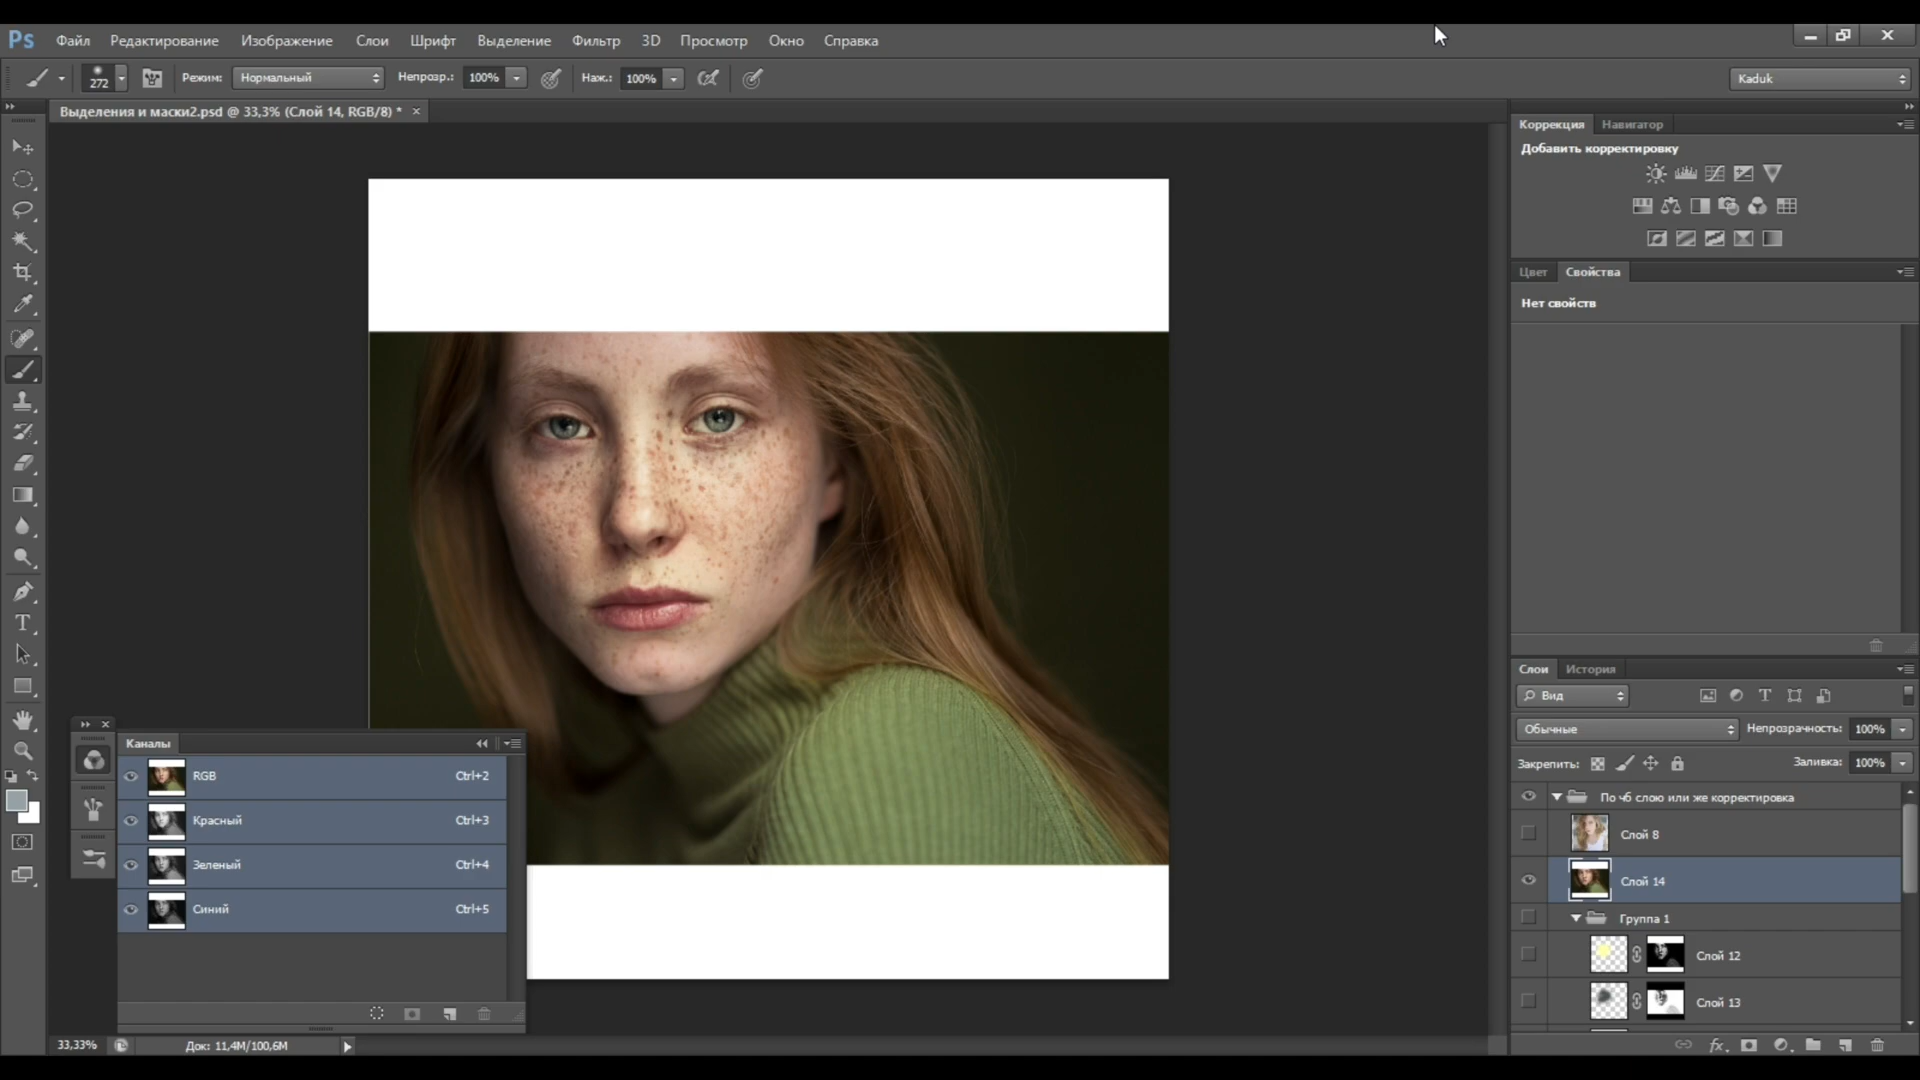 Ps Файл Редактирование Изображение Слои Шрифт Выделение Фильтр 3D Просмотр Окно Справка
272 Режим: Нормальный Непрозр.: 100% Наж.: 100% Kaduk
Выделения и маски2.psd @ 33,3% (Слой 14, RGB/8) *
Коррекция Навигатор
Добавить корректировку
Цвет Свойства
Нет свойств
Слои История
Вид
Обычные Непрозрачность: 100%
Закрепить: Заливка: 100%
По чб слою или же корректировка
Слой 8
Слой 14
Группа 1
Слой 12
Слой 13
fx
Каналы
RGB Ctrl+2
Красный Ctrl+3
Зеленый Ctrl+4
Синий Ctrl+5
33,33% Док: 11,4M/100,6M